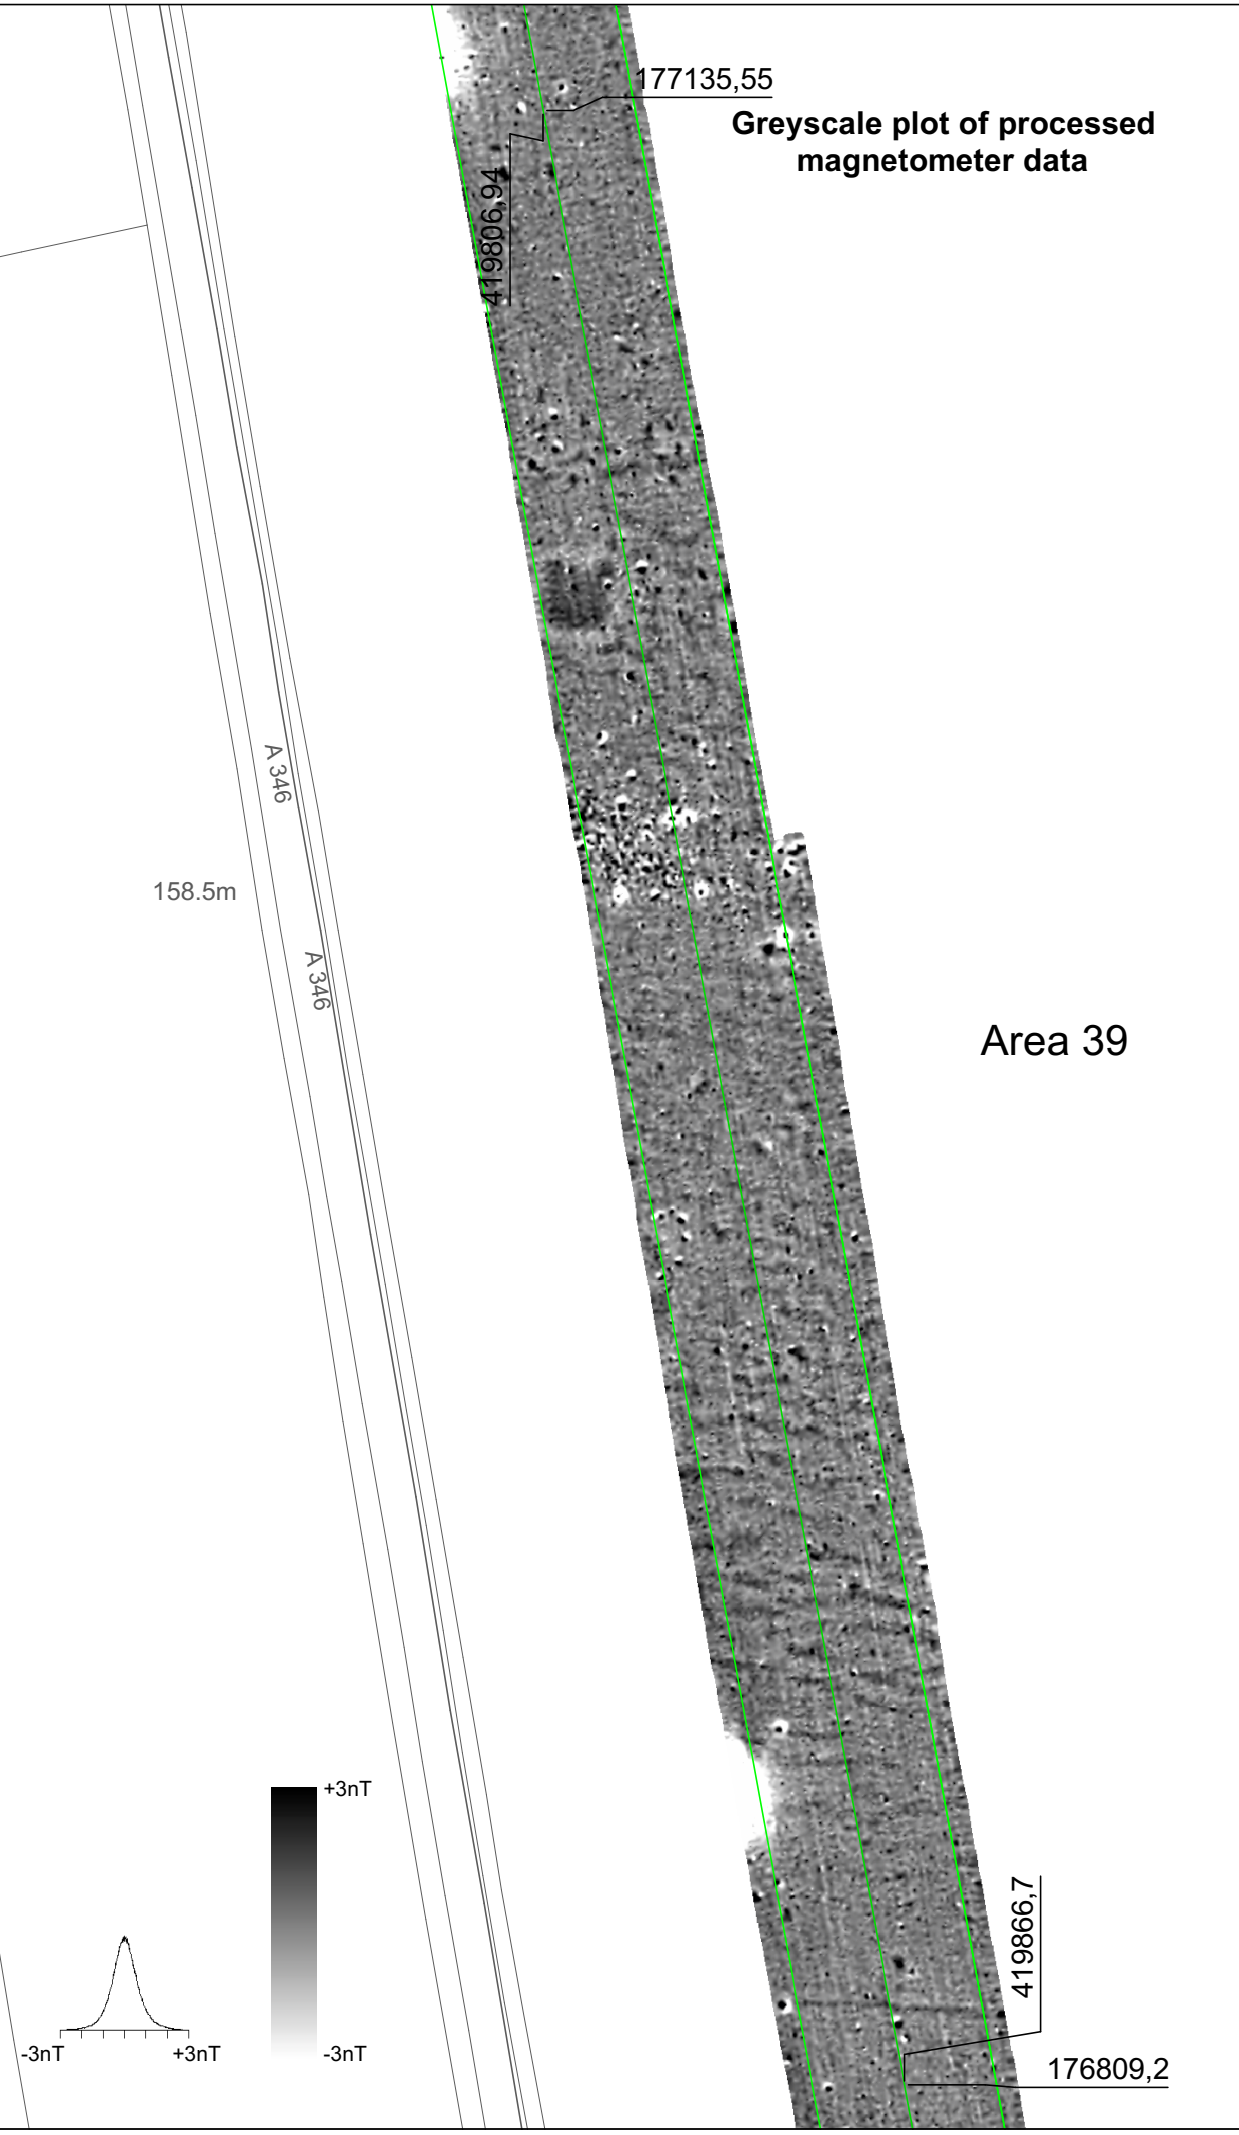 177135,55
Greyscale plot of processed
magnetometer data
419806,94
A 346
158.5m
A 346
Area 39
+3nT
419866,7
-3nT
+3nT
-3nT
176809,2